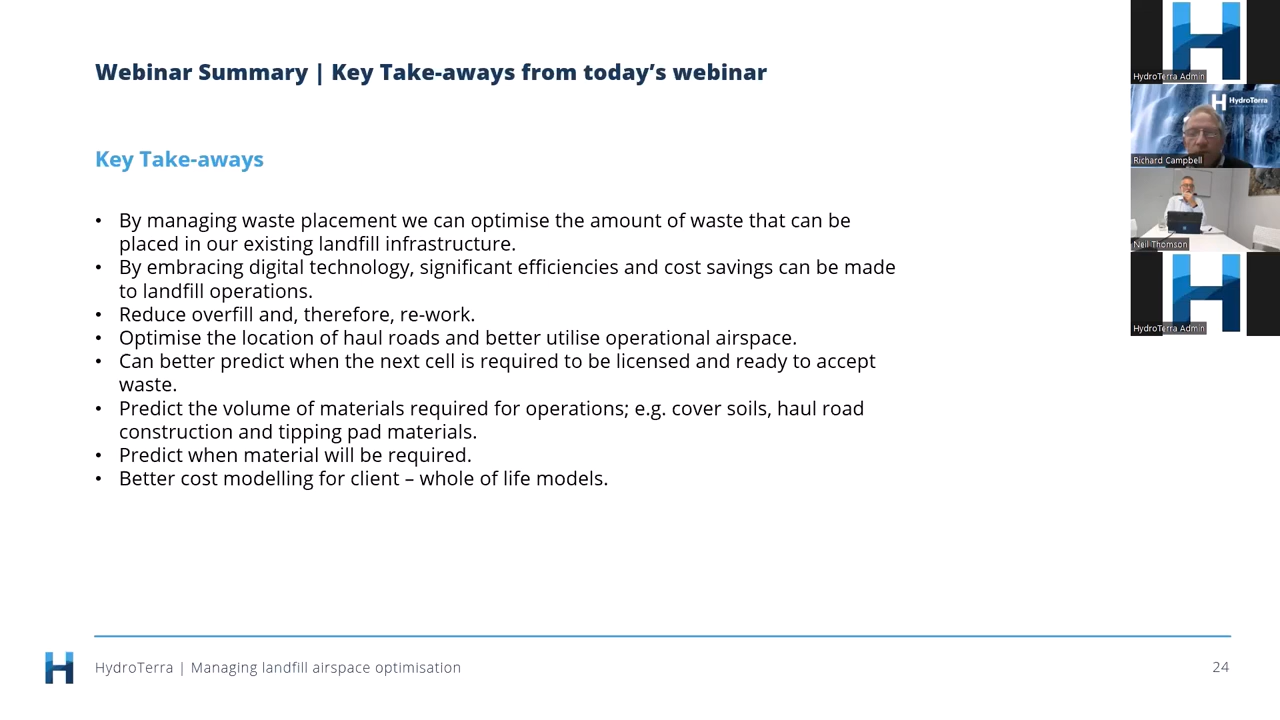 Webinar Summary | Key Take-aways from today’s webinar
Key Take-aways
• By managing waste placement we can optimise the amount of waste that can be
placed in our existing landfill infrastructure.
• By embracing digital technology, significant efficiencies and cost savings can be made
to landfill operations.
• Reduce overfill and, therefore, re-work.
• Optimise the location of haul roads and better utilise operational airspace.
• Can better predict when the next cell is required to be licensed and ready to accept
waste.
• Predict the volume of materials required for operations; e.g. cover soils, haul road
construction and tipping pad materials.
• Predict when material will be required.
• Better cost modelling for client – whole of life models.
HydroTerra | Managing landfill airspace optimisation
24
HydroTerra Admin
HydroTerra
Richard Campbell
Neil Thomson
HydroTerra Admin